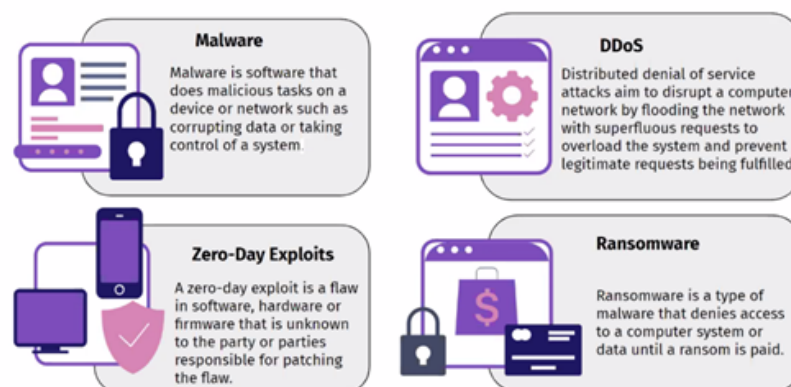 Malware
Malware is software that
does malicious tasks on a
device or network such as
corrupting data or taking
control of a system.
DDoS
Distributed denial of service
attacks aim to disrupt a computer
network by flooding the network
with superfluous requests to
overload the system and prevent
legitimate requests being fulfilled
Zero-Day Exploits
A zero-day exploit is a flaw
in software, hardware or
firmware that is unknown
to the party or parties
responsible for patching
the flaw.
Ransomware
Ransomware is a type of
malware that denies access
to a computer system or
data until a ransom is paid.
$